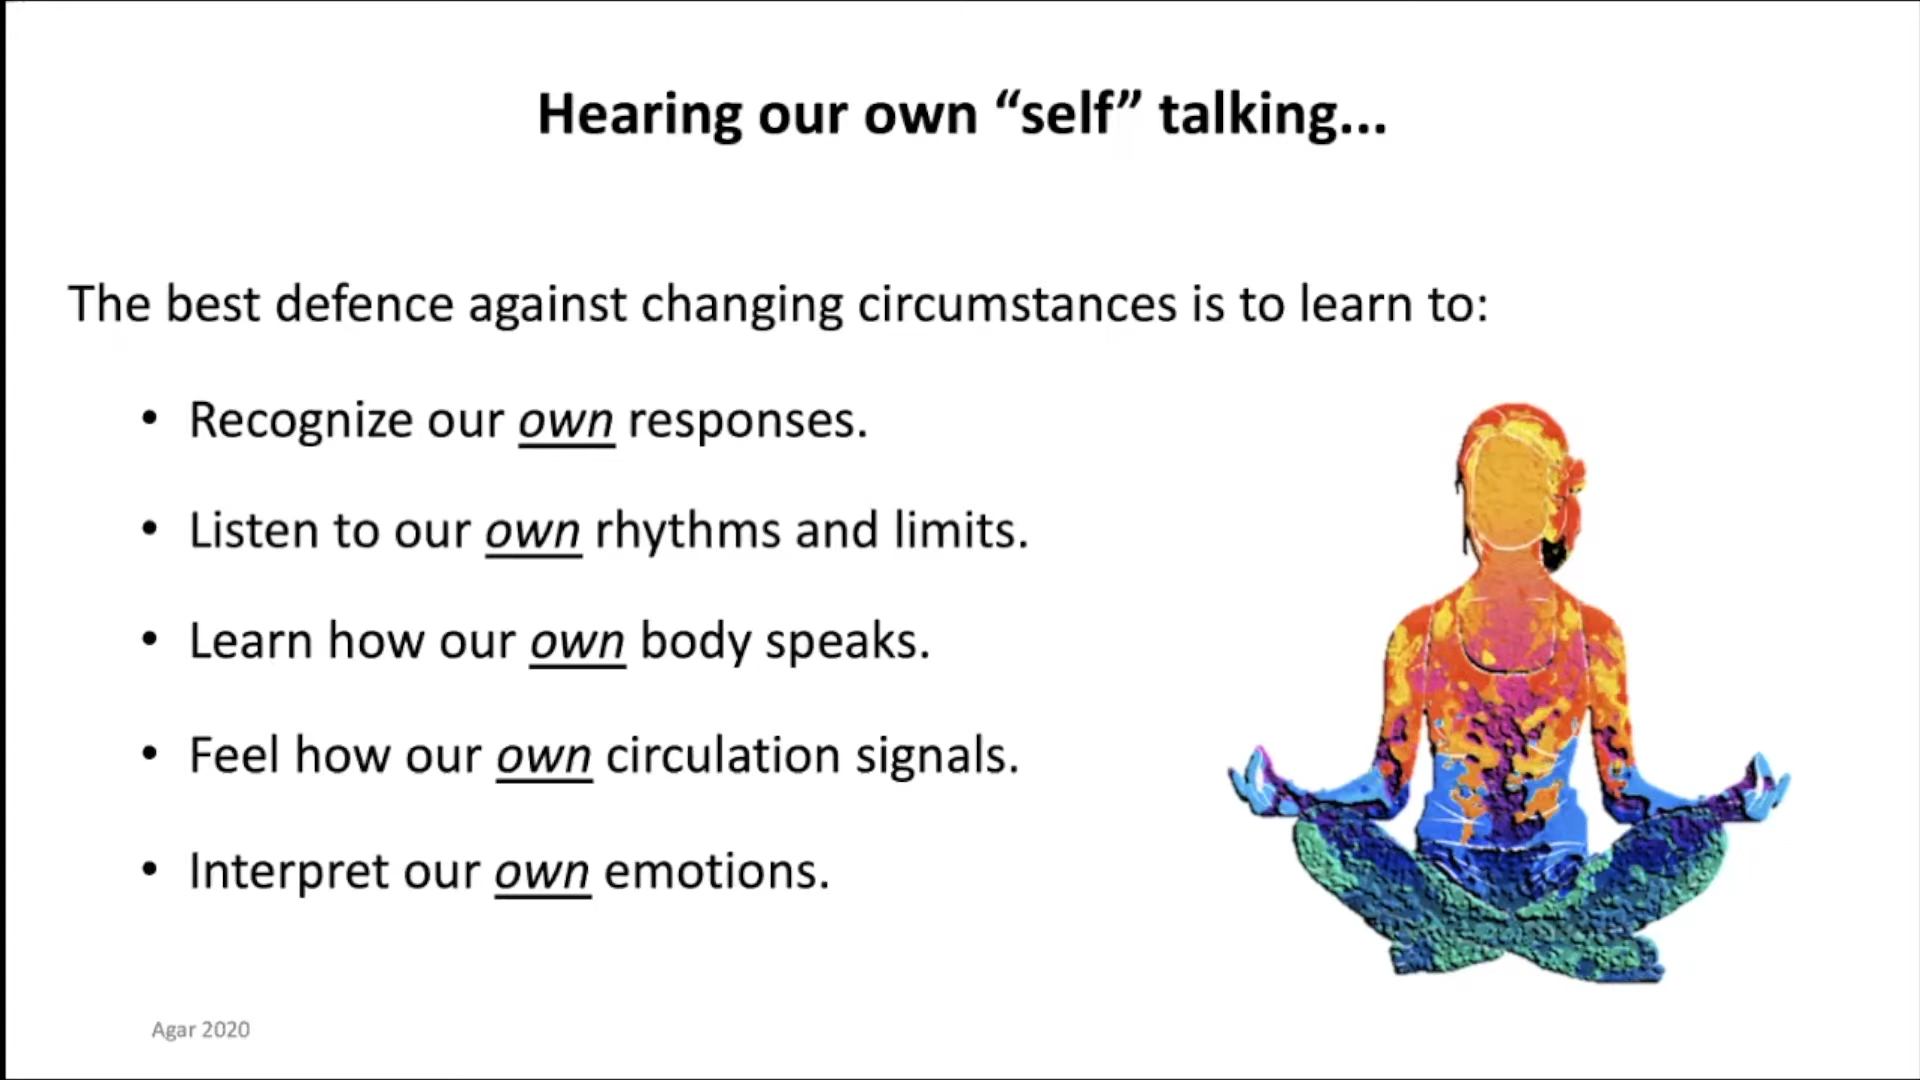 Hearing our own “self” talking...
The best defence against changing circumstances is to learn to:
• Recognize our own responses.
• Listen to our own rhythms and limits.
• Learn how our own body speaks.
• Feel how our own circulation signals.
• Interpret our own emotions.
Agar 2020